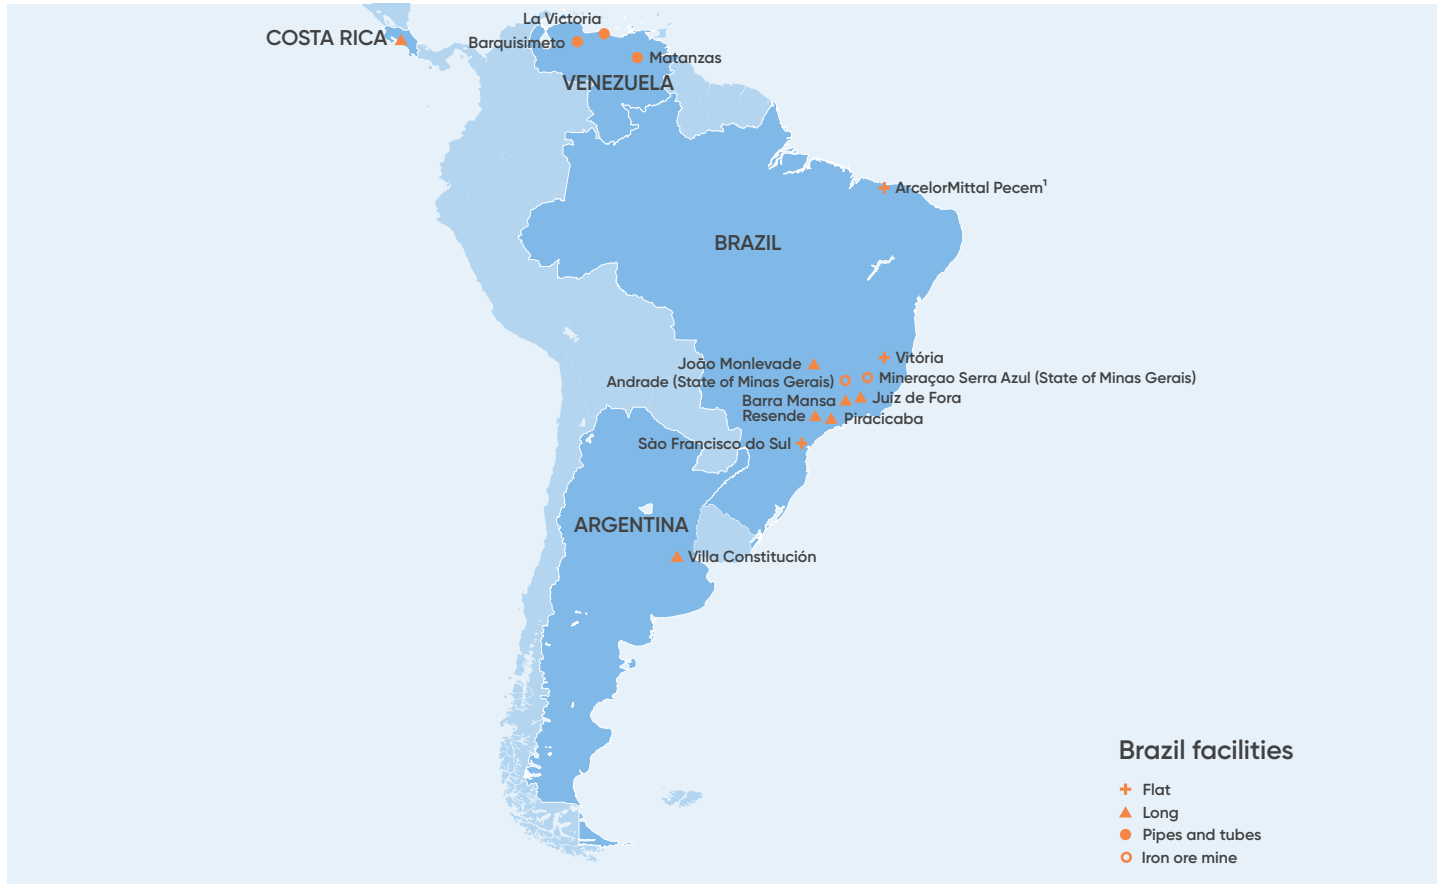 La Victoria
COSTA RICA
Barquisimeto
Matanzas
VENEZUELA
ArcelorMittal Pecem¹
BRAZIL
Vitória
João Monlevade
Mineraçao Serra Azul (State of Minas Gerais)
Andrade (State of Minas Gerais)
Juiz de Fora
Barra Mansa
Resende
Piracicaba
Sào Francisco do Sul
ARGENTINA
Villa Constitución
Brazil facilities
Flat
Long
Pipes and tubes
Iron ore mine